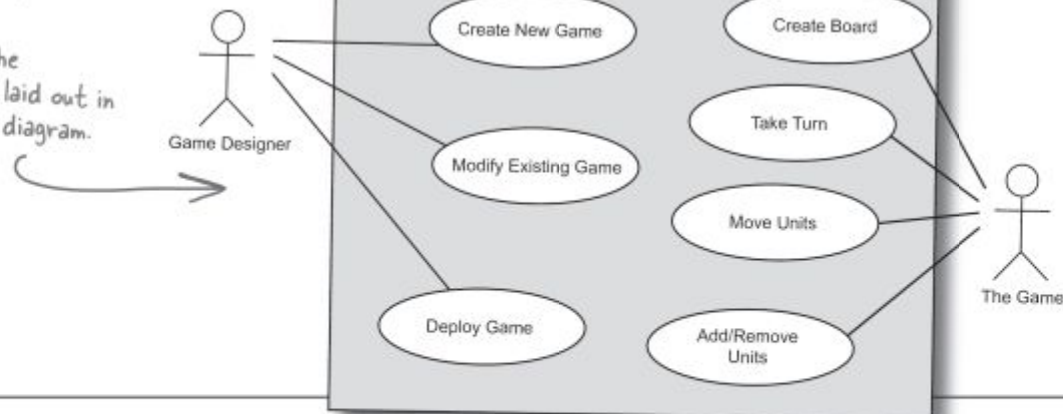 he
laid out in
diagram.
Game Designer
Create New Game
Modify Existing Game
Deploy Game
Create Board
Take Turn
Move Units
Add/Remove
Units
The Game